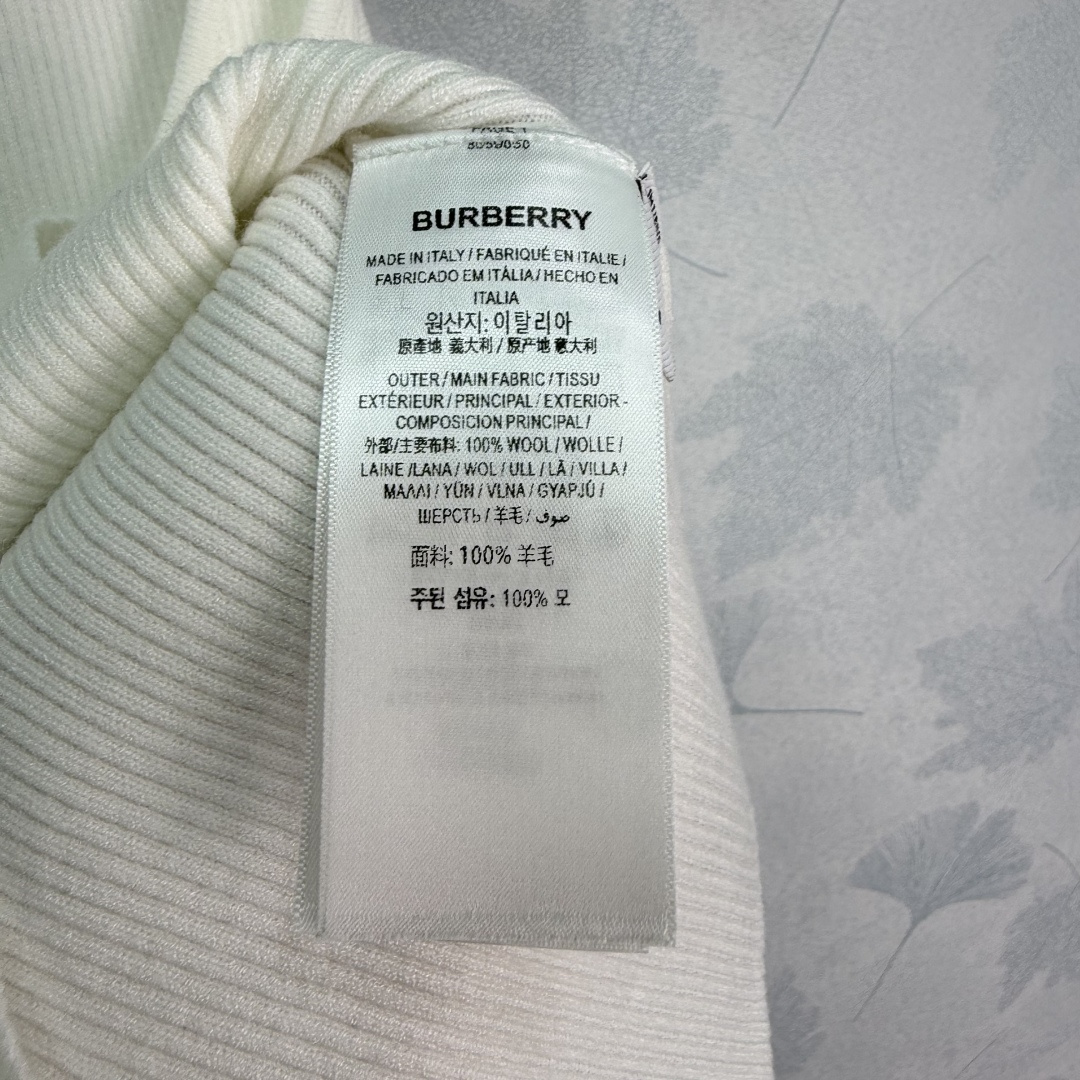 PAGE 1
8059050
BURBERRY
MADE IN ITALY / FABRIQUÉ EN ITALIE /
FABRICADO EM ITÁLIA / HECHO EN
ITALIA
원산지: 이탈리아
原產地 義大利 / 原产地 意大利
OUTER / MAIN FABRIC / TISSU
EXTÉRIEUR / PRINCIPAL / EXTERIOR -
COMPOSICION PRINCIPAL /
外部/主要布料: 100% WOOL / WOLLE /
LAINE /LANA / WOL / ULL / LÃ / VILLA /
ΜΑΛΛΙ / YÜN / VLNA / GYAPJÚ /
ШЕРСТЬ / 羊毛 / صوف
面料: 100% 羊毛
주된 섬유: 100% 모